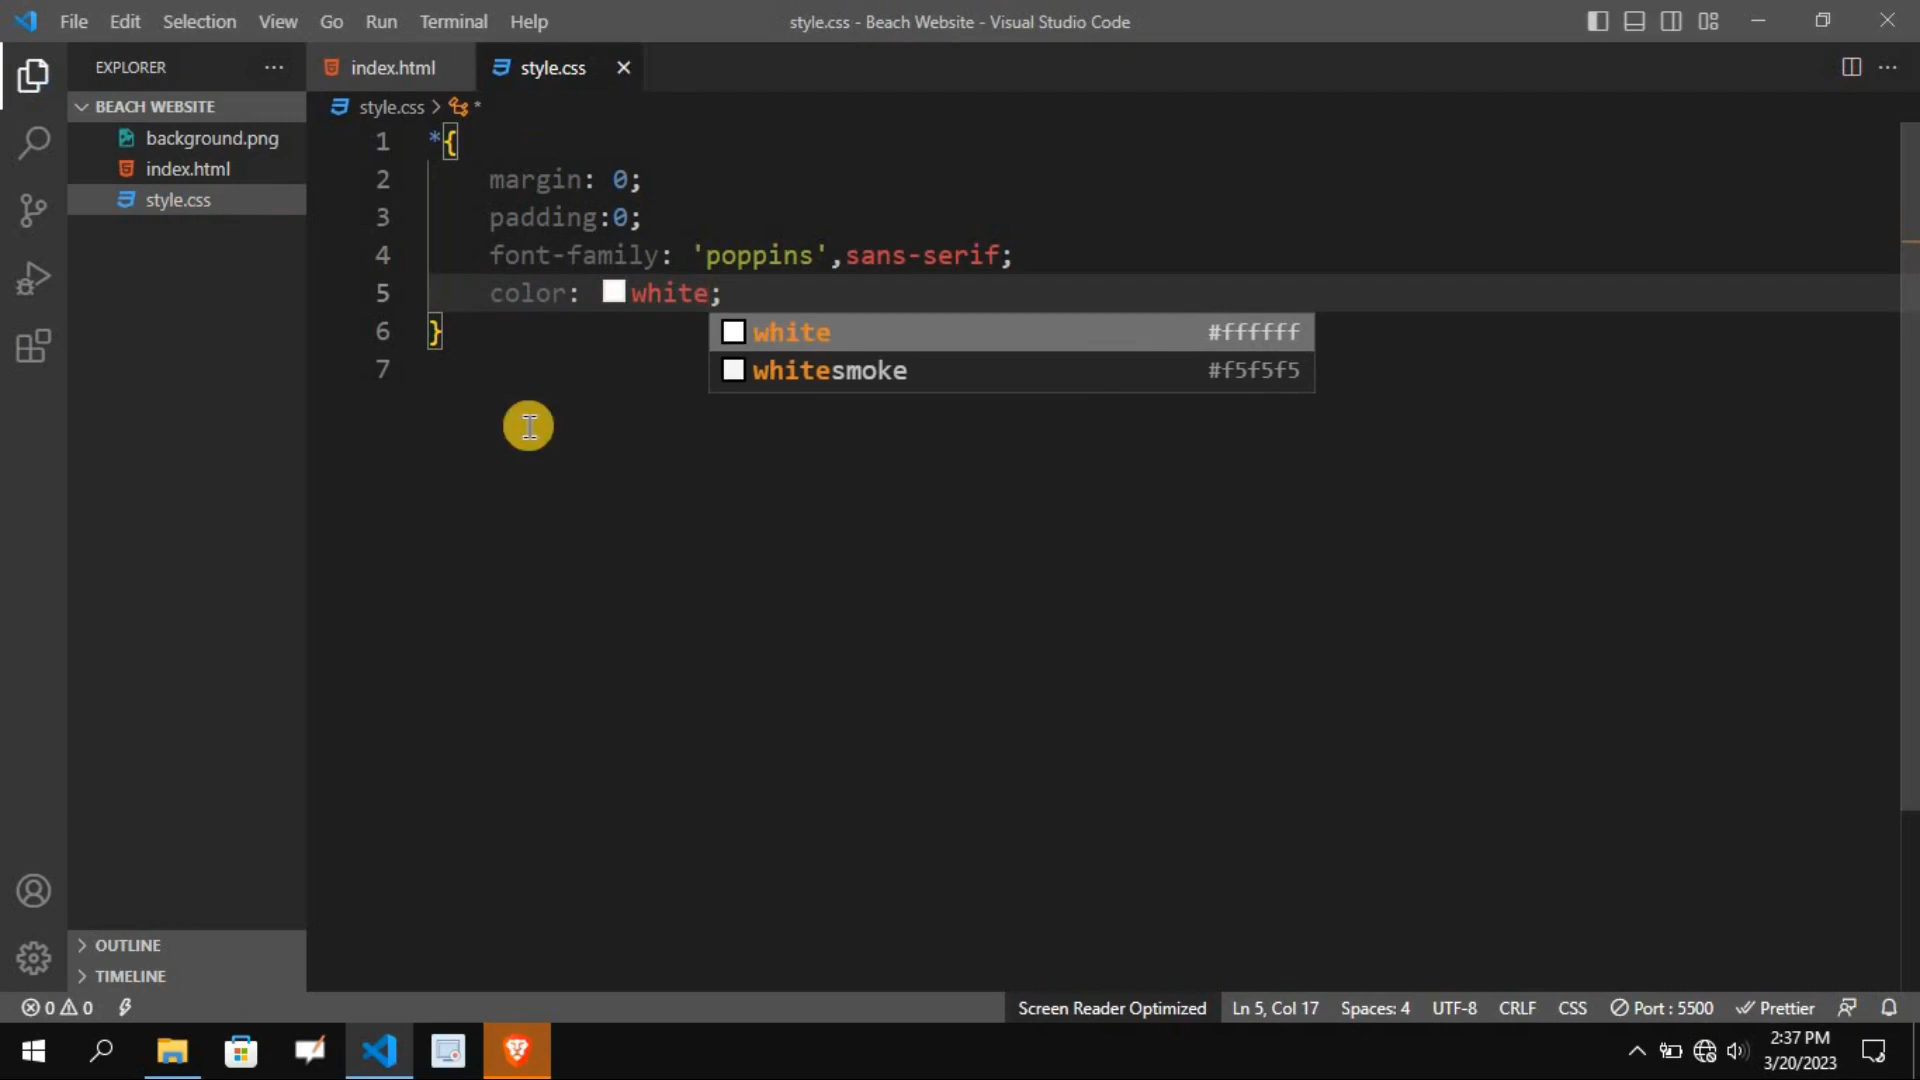 File Edit Selection View Go Run Terminal Help
style.css - Beach Website - Visual Studio Code
EXPLORER
BEACH WEBSITE
background.png
index.html
style.css
OUTLINE
TIMELINE
index.html
style.css
style.css > *
1 *{
2 margin: 0;
3 padding:0;
4 font-family: 'poppins',sans-serif;
5 color: white;
6 }
7
white #ffffff
whitesmoke #f5f5f5
0 0
Screen Reader Optimized Ln 5, Col 17 Spaces: 4 UTF-8 CRLF CSS Port : 5500 Prettier
2:37 PM
3/20/2023